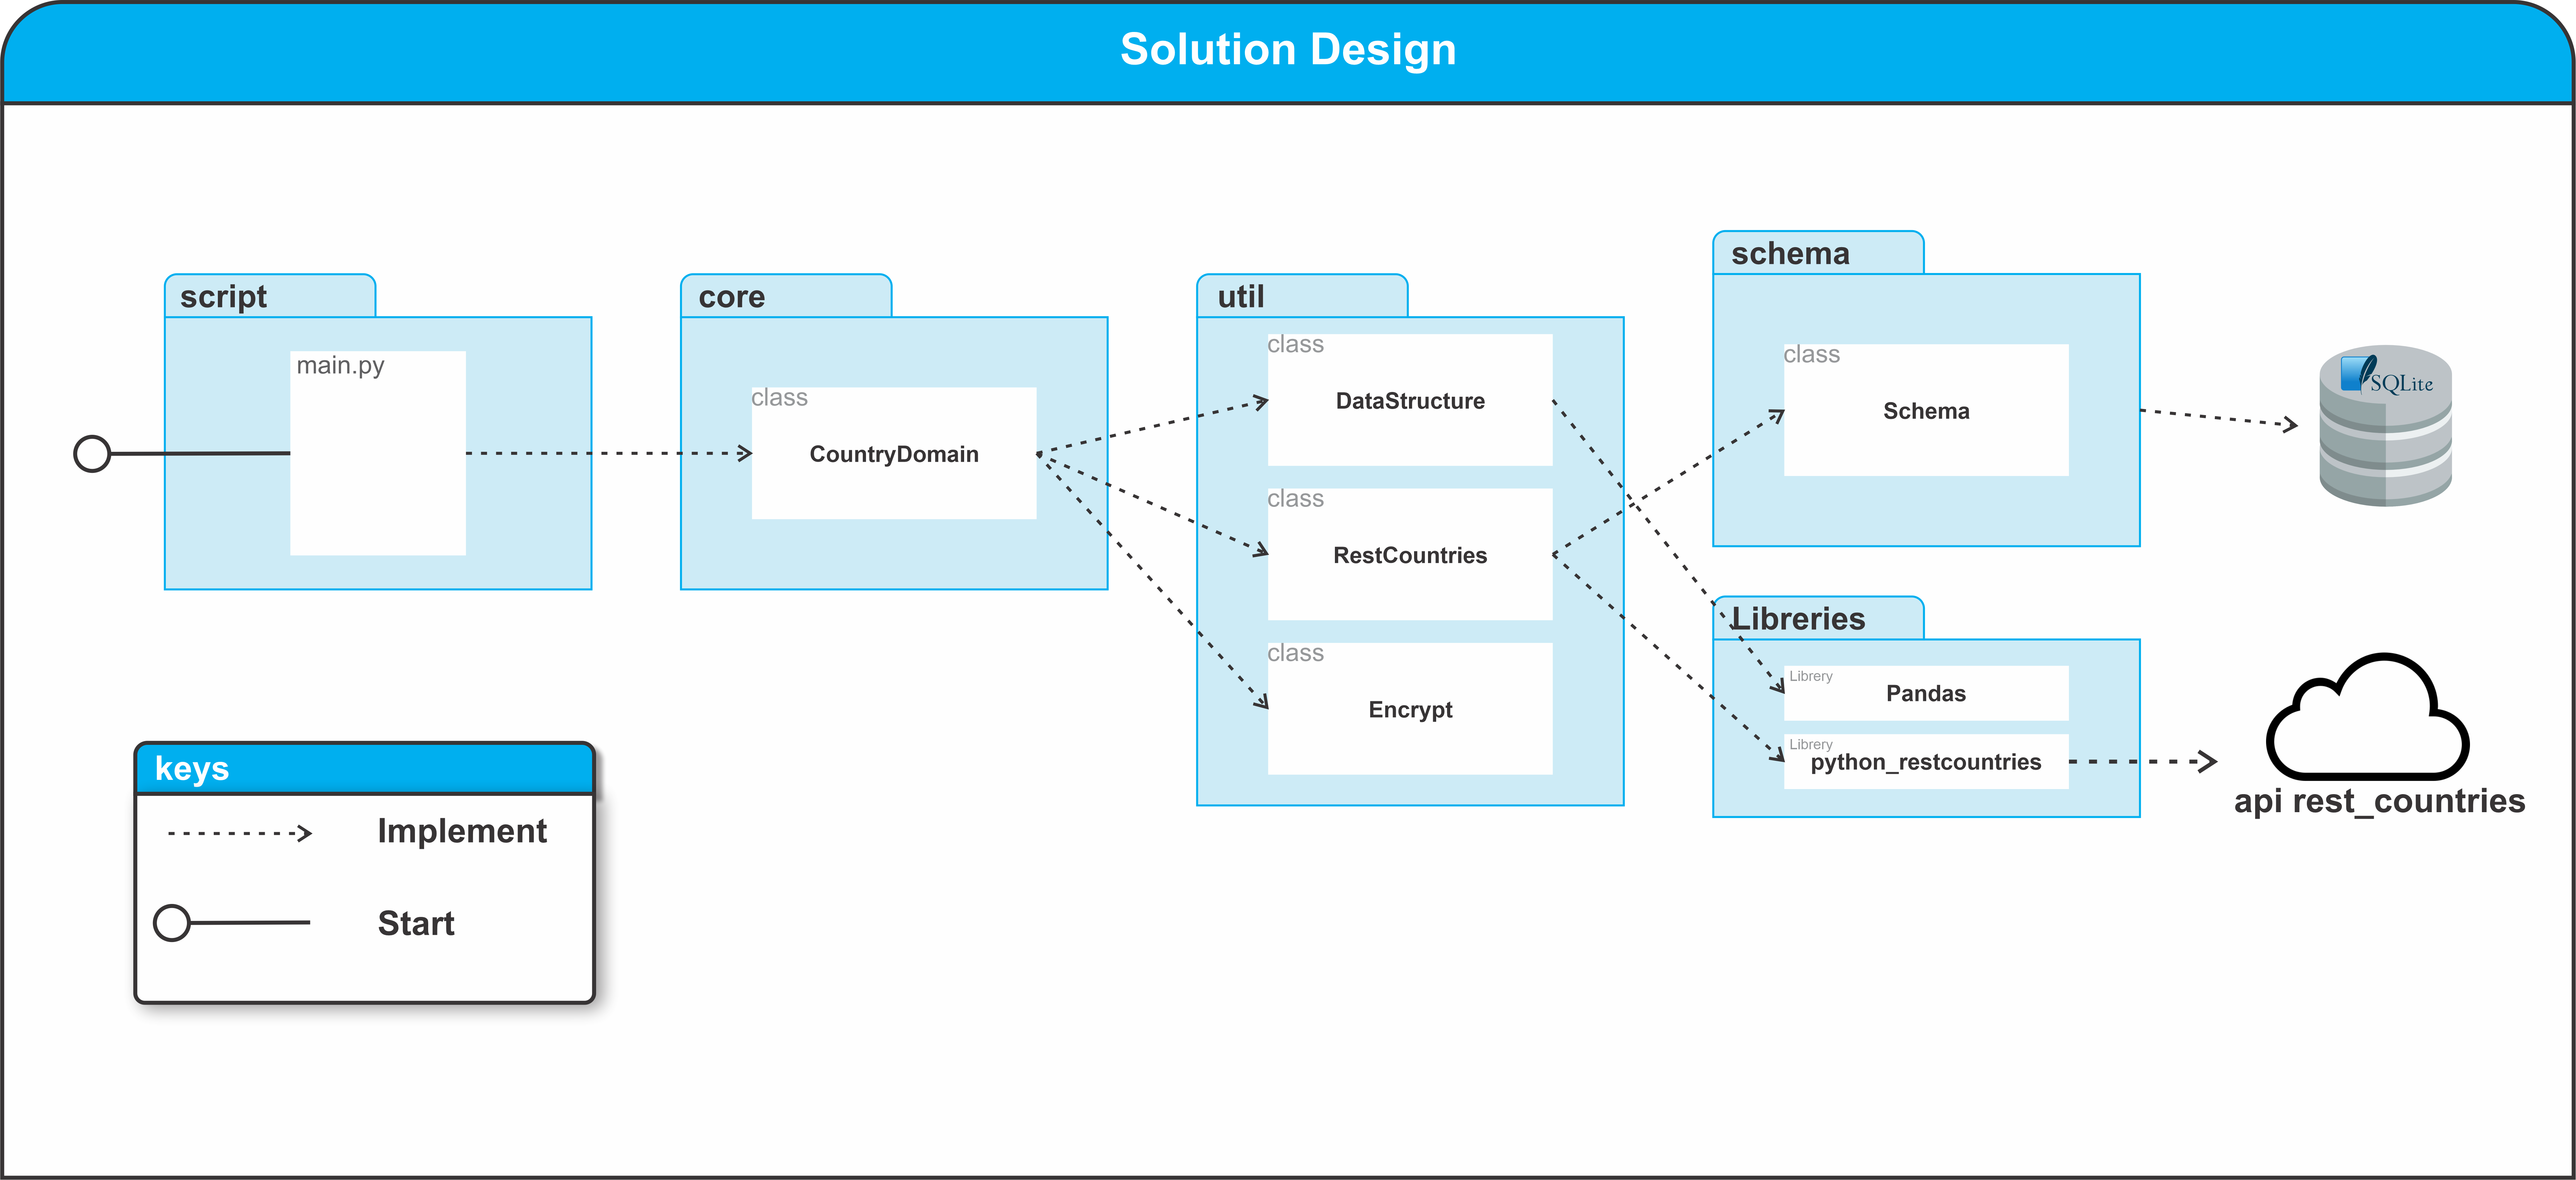 Solution Design
script
main.py
core
class
CountryDomain
util
class
DataStructure
class
RestCountries
class
Encrypt
schema
class
Schema
SQLite
Libreries
Librery
Pandas
Librery
python_restcountries
api rest_countries
keys
Implement
Start